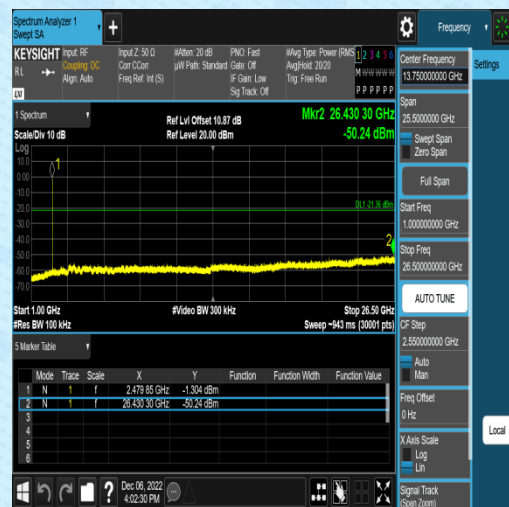 Spectrum Analyzer 1
Swept SA
+
Frequency
KEYSIGHT Input: RF Input Z: 50 Ω #Atten: 20 dB PNO: Fast #Avg Type: Power (RMS 1 2 3 4 5 6
R L Coupling: DC Corr CCorr µW Path: Standard Gate: Off Avg|Hold: 20/20 M W W W W W
Align: Auto Freq Ref: Int (S) IF Gain: Low Trig: Free Run
Sig Track: Off P P P P P P
LXI
1 Spectrum
Ref Lvl Offset 10.87 dB Mkr2 26.430 30 GHz
Scale/Div 10 dB Ref Level 20.00 dBm -50.24 dBm
Log
10.0
1
0.00
-10.0
-20.0
DL1 -21.36 dBm
-30.0
-40.0
2
-50.0
-60.0
-70.0
Start 1.00 GHz #Video BW 300 kHz Stop 26.50 GHz
#Res BW 100 kHz Sweep ~943 ms (30001 pts)
5 Marker Table
Mode Trace Scale X Y Function Function Width Function Value
1 N 1 f 2.479 85 GHz -1.304 dBm
2 N 1 f 26.430 30 GHz -50.24 dBm
3
4
5
6
?
Dec 06, 2022
4:02:30 PM
Center Frequency
13.750000000 GHz
Settings
Span
25.5000000 GHz
Swept Span
Zero Span
Full Span
Start Freq
1.000000000 GHz
Stop Freq
26.500000000 GHz
AUTO TUNE
CF Step
2.550000000 GHz
Auto
Man
Freq Offset
0 Hz
Local
X Axis Scale
Log
Lin
Signal Track
(Span Zoom)